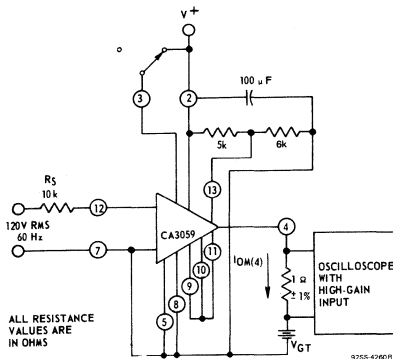 V+
100 uF
3
2
5k
6k
13
RS
10 k
12
4
120V RMS
60 Hz
CA3059
IOM(4)
7
11
10
9
8
5
1 Ω
± 1%
OSCILLOSCOPE
WITH
HIGH-GAIN
INPUT
ALL RESISTANCE
VALUES ARE
IN OHMS
VGT
92SS-4260R